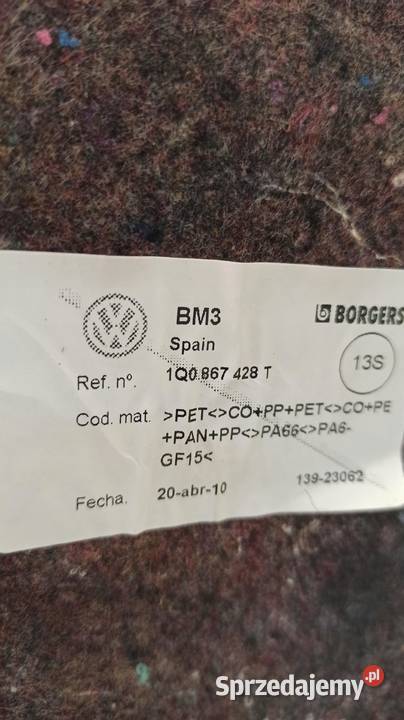 BM3
BORGERS
Spain
Ref. nº. 1Q0 867 428 T
13S
Cod. mat. >PET<>CO+PP+PET<>CO+PE
+PAN+PP<>PA66<>PA6-
GF15<
139-23062
Fecha. 20-abr-10
9
Sprzedajemy.pl